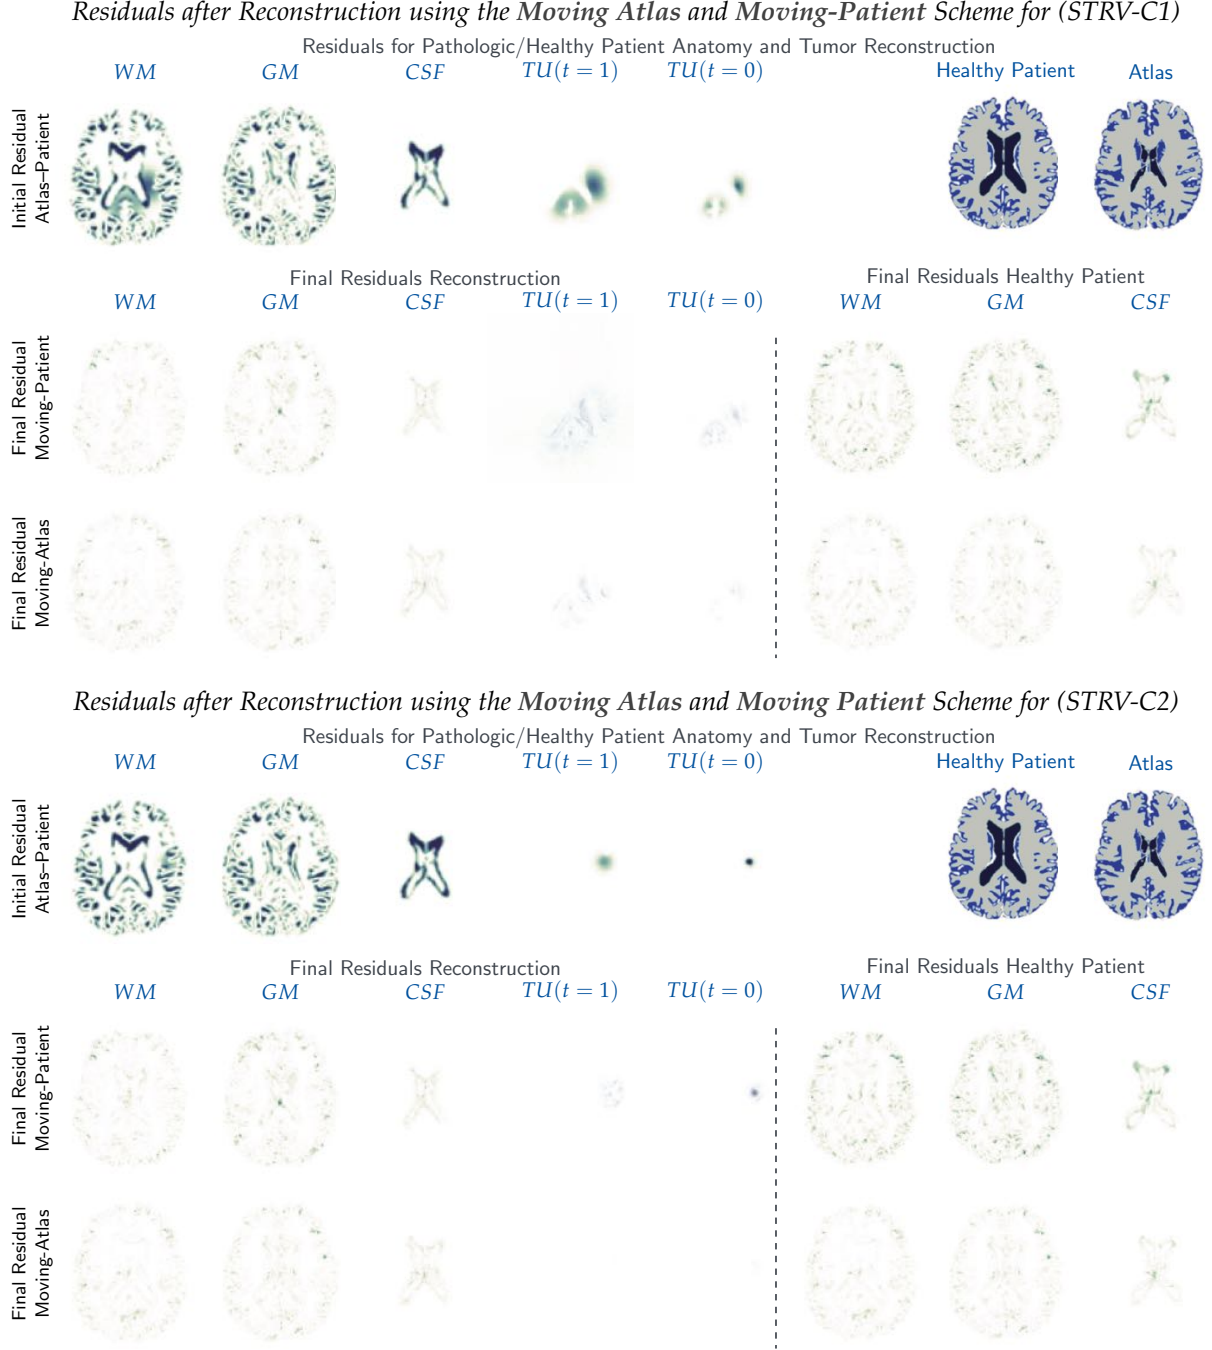 Residuals after Reconstruction using the Moving Atlas and Moving-Patient Scheme for (STRV-C1)
Residuals for Pathologic/Healthy Patient Anatomy and Tumor Reconstruction
WM GM CSF TU(t = 1) TU(t = 0) Healthy Patient Atlas
Initial Residual
Atlas–Patient
Final Residuals Reconstruction Final Residuals Healthy Patient
WM GM CSF TU(t = 1) TU(t = 0) WM GM CSF
Final Residual
Moving-Patient
Final Residual
Moving-Atlas
Residuals after Reconstruction using the Moving Atlas and Moving Patient Scheme for (STRV-C2)
Residuals for Pathologic/Healthy Patient Anatomy and Tumor Reconstruction
WM GM CSF TU(t = 1) TU(t = 0) Healthy Patient Atlas
Initial Residual
Atlas–Patient
Final Residuals Reconstruction Final Residuals Healthy Patient
WM GM CSF TU(t = 1) TU(t = 0) WM GM CSF
Final Residual
Moving-Patient
Final Residual
Moving-Atlas